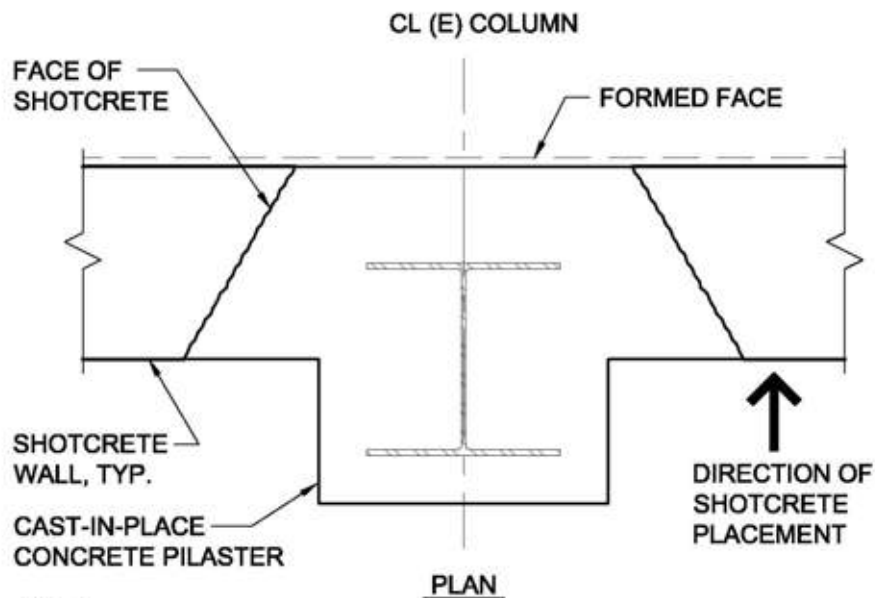 CL (E) COLUMN
FACE OF
SHOTCRETE
FORMED FACE
SHOTCRETE
WALL, TYP.
CAST-IN-PLACE
CONCRETE PILASTER
DIRECTION OF
SHOTCRETE
PLACEMENT
PLAN